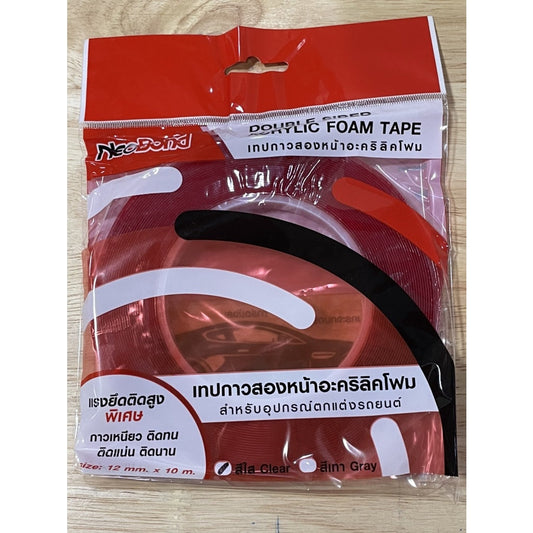 NeoBond
DOUBLE SIDED
ACRYLIC FOAM TAPE
เทปกาวสองหน้าอะคริลิคโฟม
เทปกาวสองหน้าอะคริลิคโฟม
สำหรับอุปกรณ์ตกแต่งรถยนต์
แรงยึดติดสูง
พิเศษ
กาวเหนียว ติดทน
ติดแน่น ติดนาน
size: 12 mm. x 10 m.
สีใส Clear
สีเทา Gray